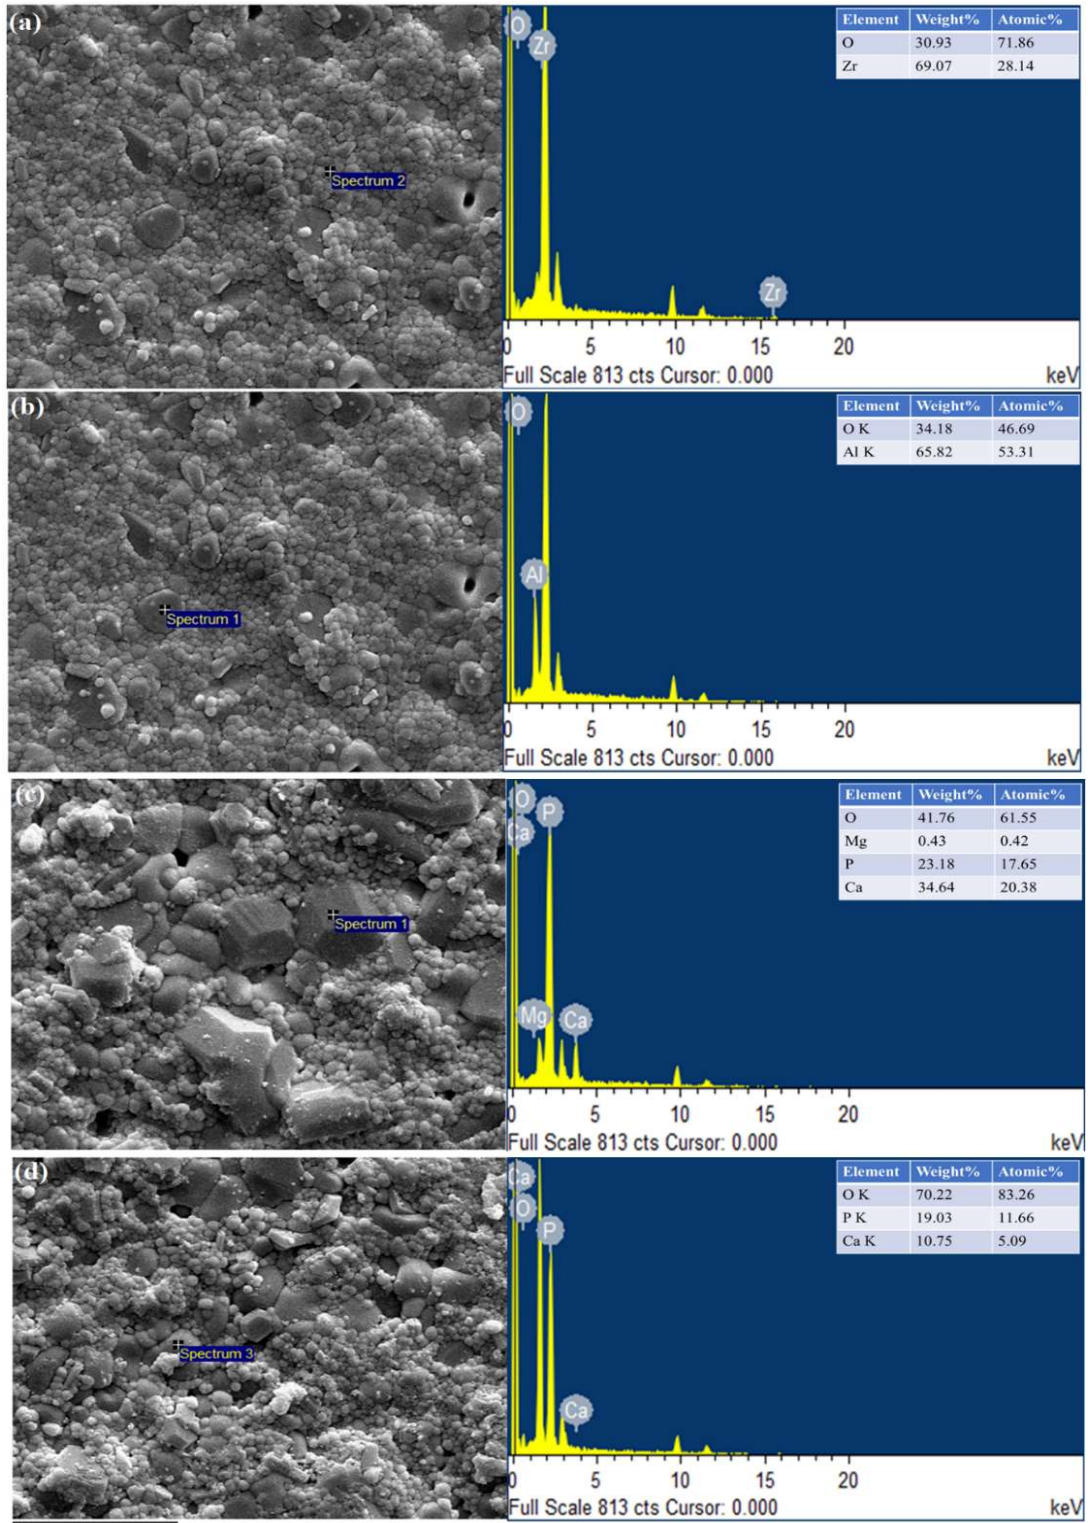 (a)
Spectrum 2
O
Zr
Zr
Element Weight% Atomic%
O 30.93 71.86
Zr 69.07 28.14
0 5 10 15 20
Full Scale 813 cts Cursor: 0.000 keV
(b)
Spectrum 1
O
Al
Element Weight% Atomic%
O K 34.18 46.69
Al K 65.82 53.31
0 5 10 15 20
Full Scale 813 cts Cursor: 0.000 keV
(c)
Spectrum 1
O
Ca
P
Mg
Ca
Element Weight% Atomic%
O 41.76 61.55
Mg 0.43 0.42
P 23.18 17.65
Ca 34.64 20.38
0 5 10 15 20
Full Scale 813 cts Cursor: 0.000 keV
(d)
Spectrum 3
Ca
O
P
Ca
Element Weight% Atomic%
O K 70.22 83.26
P K 19.03 11.66
Ca K 10.75 5.09
0 5 10 15 20
Full Scale 813 cts Cursor: 0.000 keV